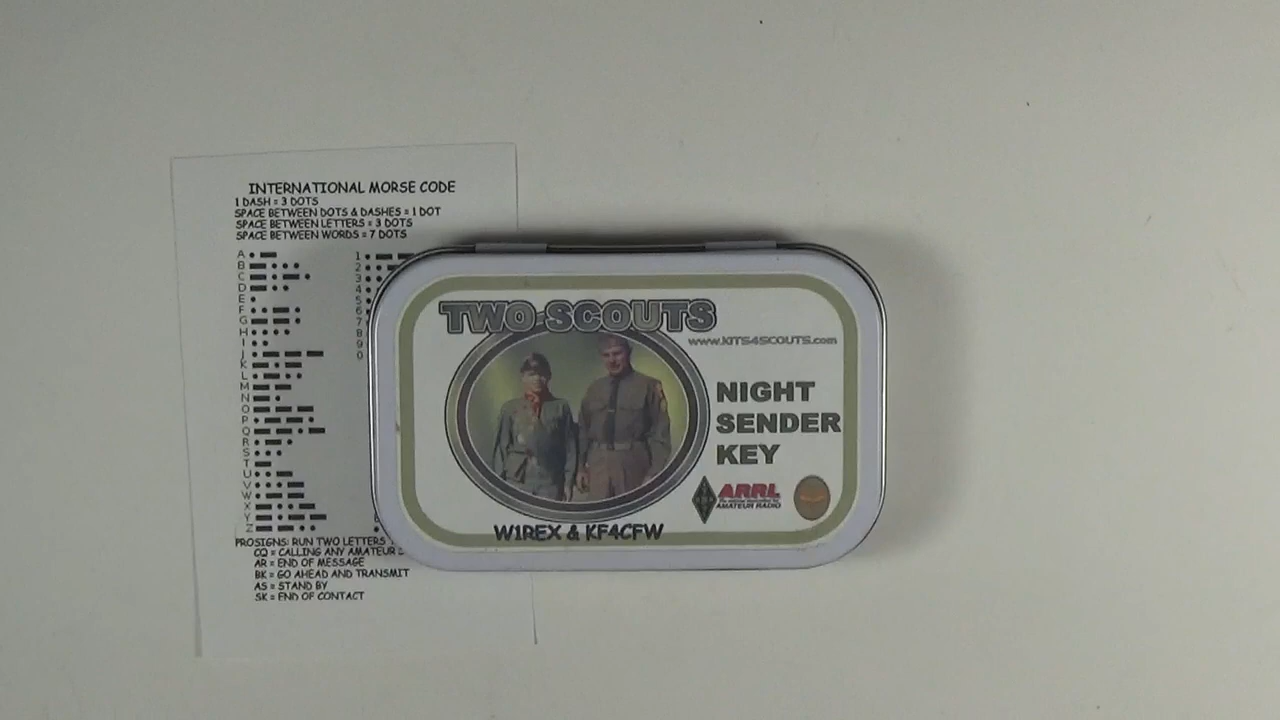 INTERNATIONAL MORSE CODE
1 DASH = 3 DOTS
SPACE BETWEEN DOTS & DASHES = 1 DOT
SPACE BETWEEN LETTERS = 3 DOTS
SPACE BETWEEN WORDS = 7 DOTS
A
B
C
D
E
F
G
H
I
J
K
L
M
N
O
P
Q
R
S
T
U
V
W
X
Y
Z
1
2
3
4
5
6
7
8
9
0
PROSIGNS: RUN TWO LETTERS
CQ = CALLING ANY AMATEUR
AR = END OF MESSAGE
BK = GO AHEAD AND TRANSMIT
AS = STAND BY
SK = END OF CONTACT
TWO SCOUTS
www.KITS4SCOUTS.com
NIGHT
SENDER
KEY
ARRL
AMATEUR RADIO
W1REX & KF4CFW